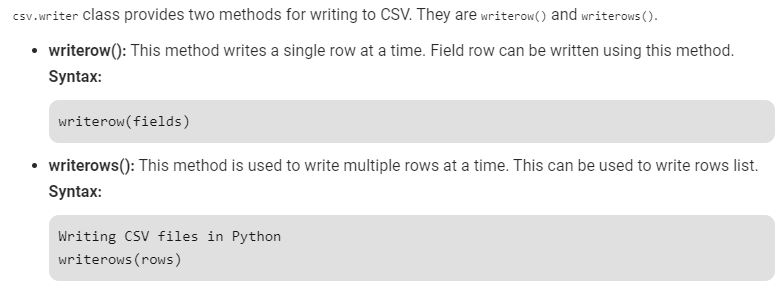 csv.writer class provides two methods for writing to CSV. They are writerow() and writerows().
• writerow(): This method writes a single row at a time. Field row can be written using this method.
Syntax:
writerow(fields)
• writerows(): This method is used to write multiple rows at a time. This can be used to write rows list.
Syntax:
Writing CSV files in Python
writerows(rows)